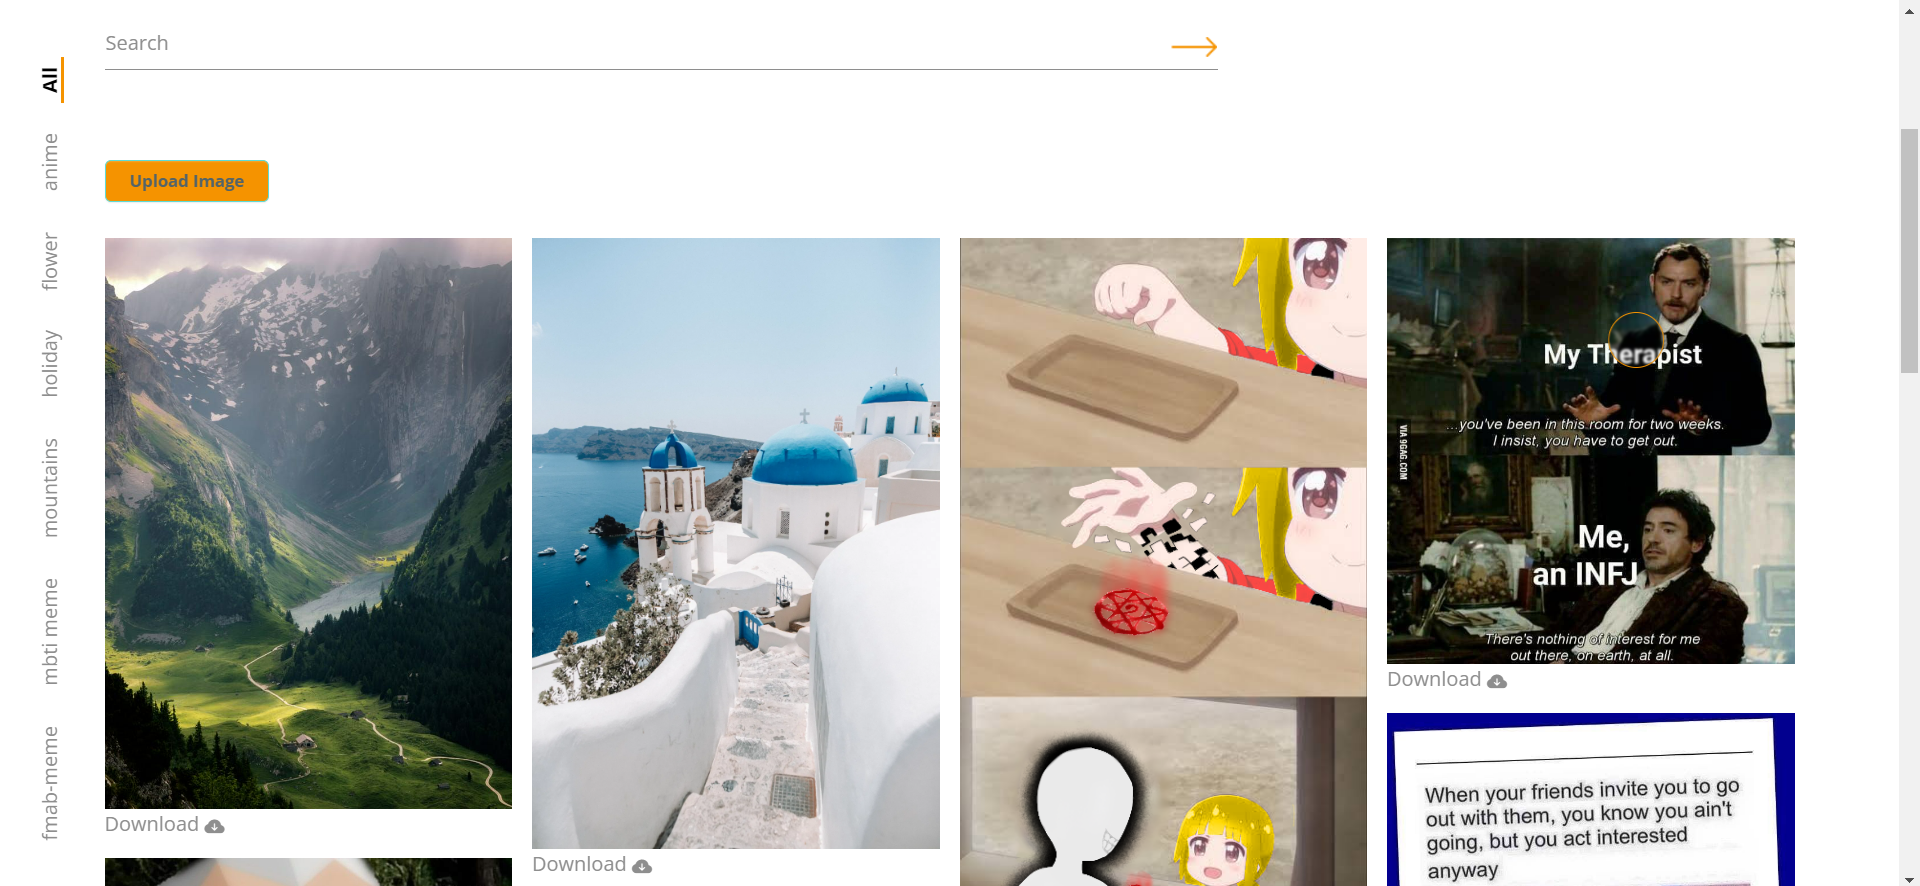 Search
All
anime
flower
holiday
mountains
mbti meme
fmab-meme
Upload Image
Download
Download
My Therapist
...you've been in this room for two weeks.
I insist, you have to get out.
VIA 9GAG.COM
Me,
an INFJ
There's nothing of interest for me
out there, on earth, at all.
Download
When your friends invite you to go
out with them, you know you ain't
going, but you act interested
anyway